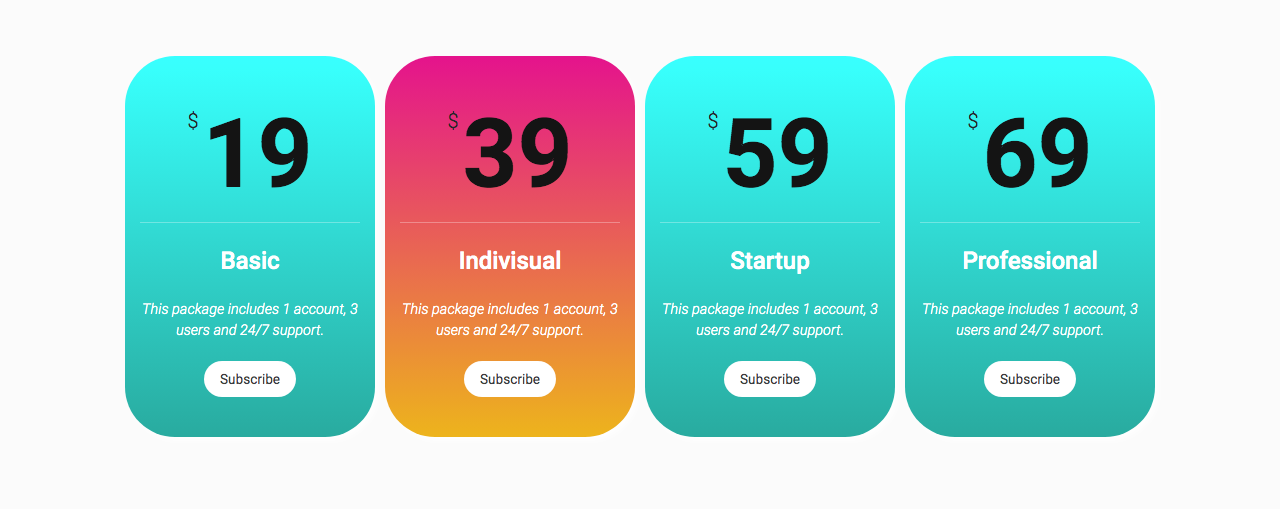 $19
Basic
This package includes 1 account, 3
users and 24/7 support.
Subscribe
$39
Indivisual
This package includes 1 account, 3
users and 24/7 support.
Subscribe
$59
Startup
This package includes 1 account, 3
users and 24/7 support.
Subscribe
$69
Professional
This package includes 1 account, 3
users and 24/7 support.
Subscribe